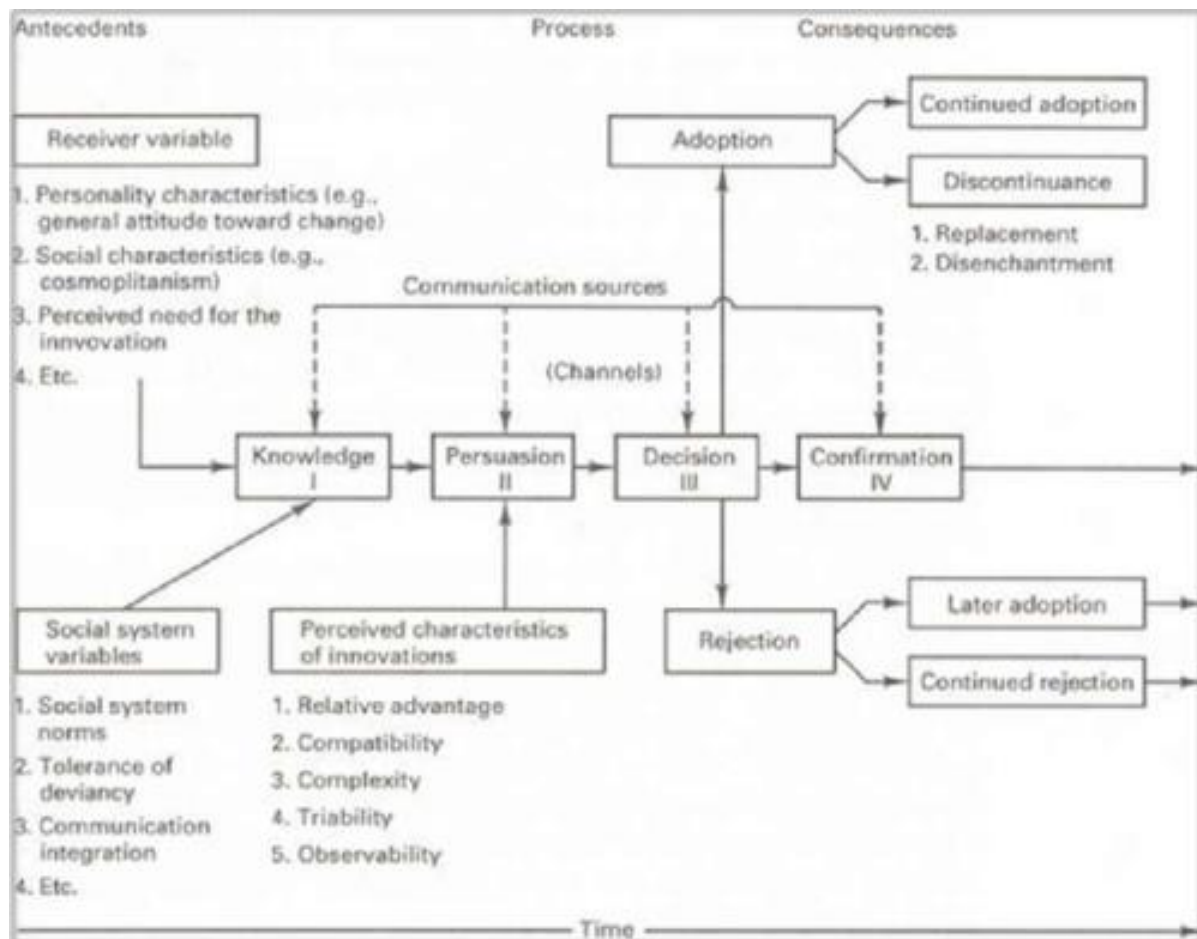 Antecedents
Process
Consequences
Receiver variable
1. Personality characteristics (e.g.,
general attitude toward change)
2. Social characteristics (e.g.,
cosmoplitanism)
3. Perceived need for the
innvovation
4. Etc.
Adoption
Continued adoption
Discontinuance
1. Replacement
2. Disenchantment
Communication sources
(Channels)
Knowledge
I
Persuasion
II
Decision
III
Confirmation
IV
Social system
variables
1. Social system
norms
2. Tolerance of
deviancy
3. Communication
integration
4. Etc.
Perceived characteristics
of innovations
1. Relative advantage
2. Compatibility
3. Complexity
4. Triability
5. Observability
Rejection
Later adoption
Continued rejection
Time